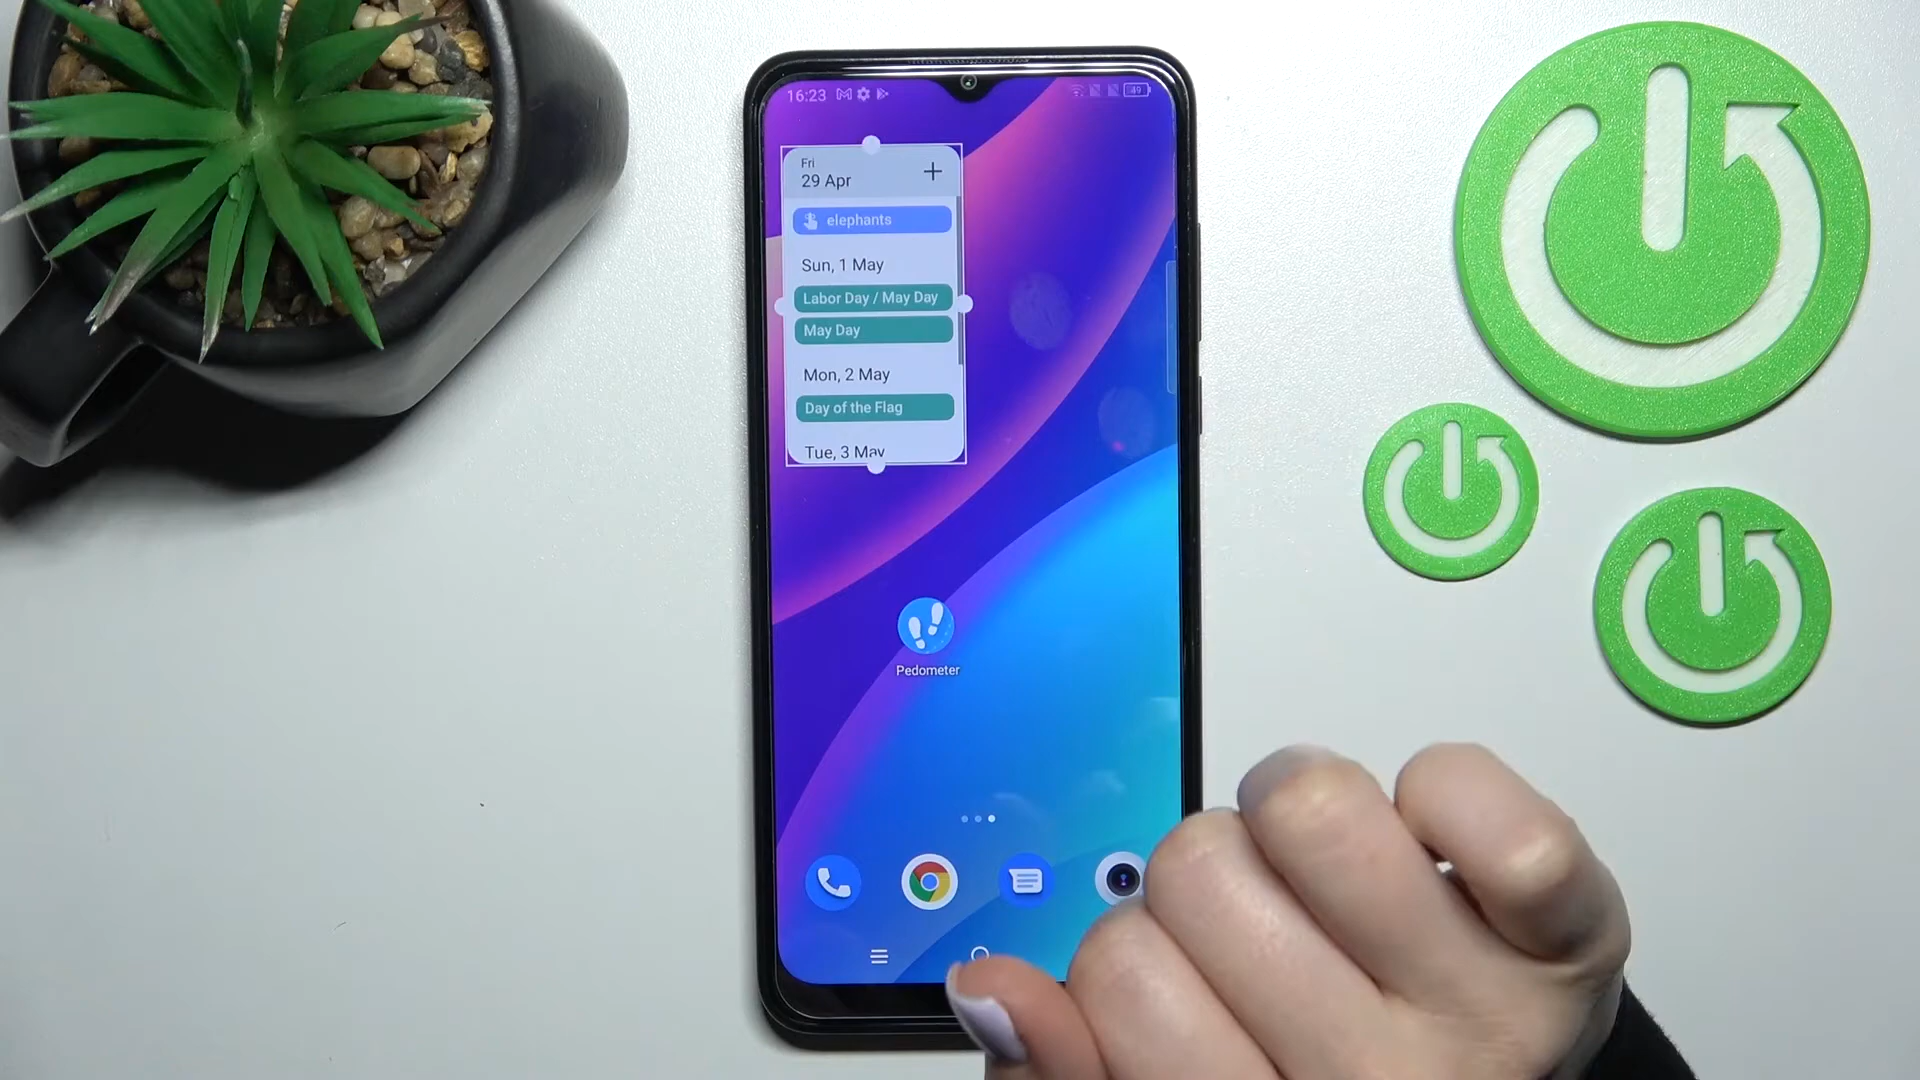 16:23
49
Fri
29 Apr
elephants
Sun, 1 May
Labor Day / May Day
May Day
Mon, 2 May
Day of the Flag
Tue, 3 May
Pedometer